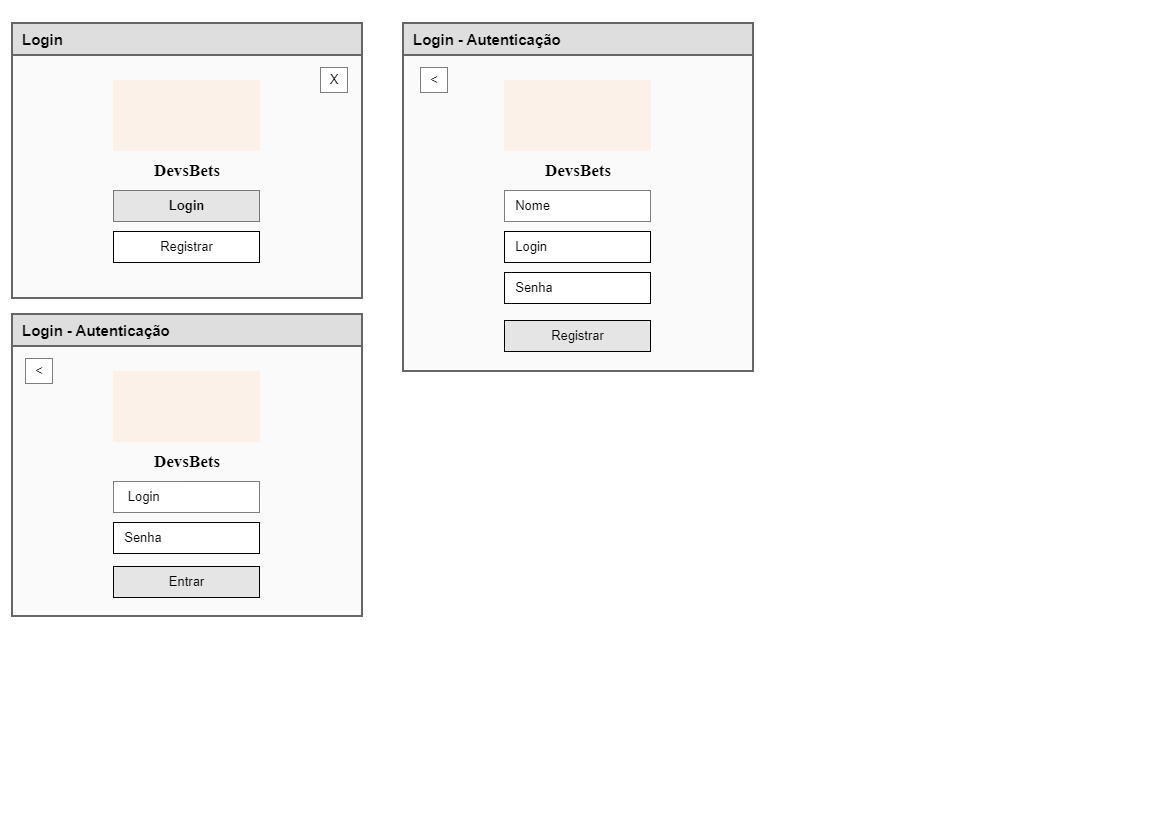 Login
X
DevsBets
Login
Registrar
Login - Autenticação
<
DevsBets
Login
Senha
Entrar
Login - Autenticação
<
DevsBets
Nome
Login
Senha
Registrar